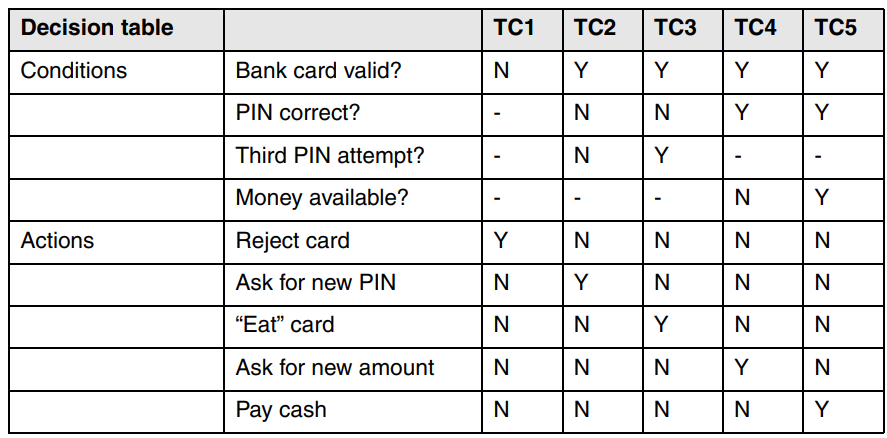 Decision table TC1 TC2 TC3 TC4 TC5
Conditions Bank card valid? N Y Y Y Y
PIN correct? - N N Y Y
Third PIN attempt? - N Y - -
Money available? - - - N Y
Actions Reject card Y N N N N
Ask for new PIN N Y N N N
“Eat” card N N Y N N
Ask for new amount N N N Y N
Pay cash N N N N Y